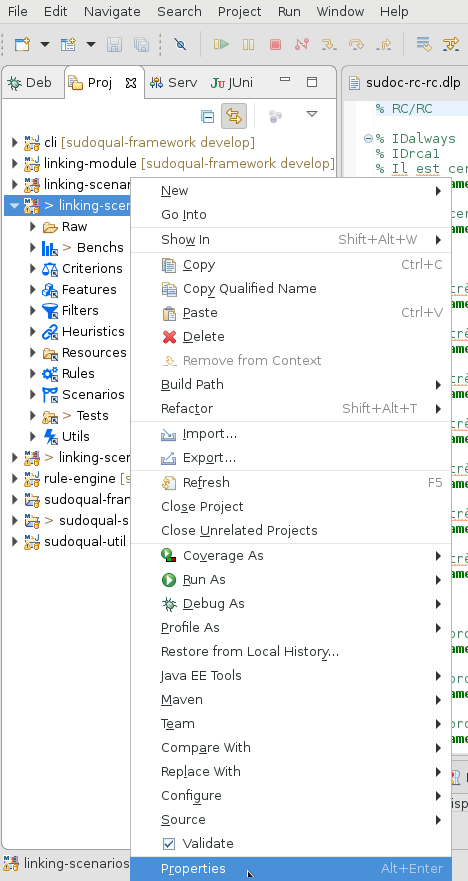 File Edit Navigate Search Project Run Window Help
Deb Proj Serv JUni
sudoc-rc-rc.dlp
% RC/RC
% IDalways
% IDrca1
% Il est cer
cli [sudoqual-framework develop]
linking-module [sudoqual-framework develop]
linking-scenar
> linking-scer
Raw
> Benchs
Criterions
Features
Filters
Heuristics
Resources
Rules
Scenarios
> Tests
Utils
> linking-scer
rule-engine [s
sudoqual-fran
> sudoqual-s
sudoqual-util
New
Go Into
Show In Shift+Alt+W
Copy Ctrl+C
Copy Qualified Name
Paste Ctrl+V
Delete
Remove from Context
Build Path
Refactor Shift+Alt+T
Import...
Export...
Refresh F5
Close Project
Close Unrelated Projects
Coverage As
Run As
Debug As
Profile As
Restore from Local History...
Java EE Tools
Maven
Team
Compare With
Replace With
Configure
Source
Validate
Properties Alt+Enter
linking-scenarios